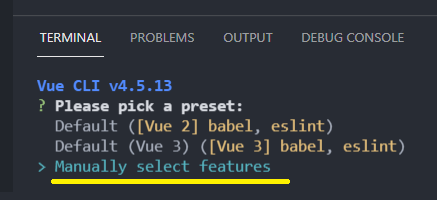 TERMINAL PROBLEMS OUTPUT DEBUG CONSOLE
Vue CLI v4.5.13
? Please pick a preset:
Default ([Vue 2] babel, eslint)
Default (Vue 3) ([Vue 3] babel, eslint)
> Manually select features